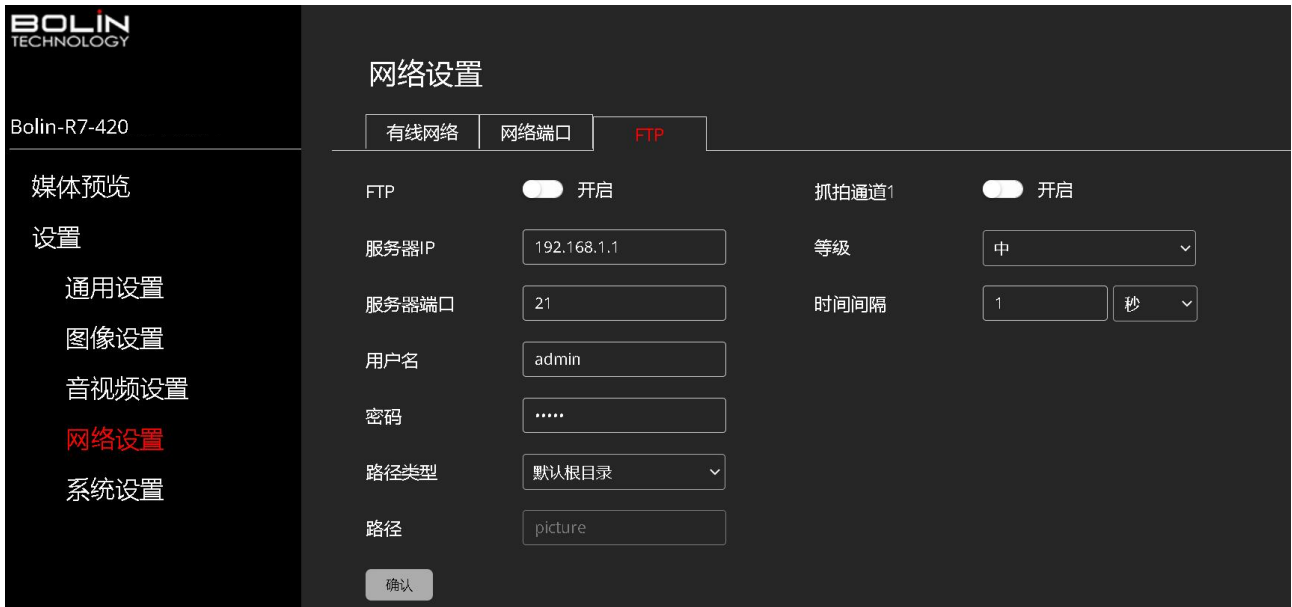 BOLIN
TECHNOLOGY
Bolin-R7-420
媒体预览
设置
通用设置
图像设置
音视频设置
网络设置
系统设置
网络设置
有线网络 网络端口 FTP
FTP 开启 抓拍通道1 开启
服务器IP 192.168.1.1 等级 中
服务器端口 21 时间间隔 1 秒
用户名 admin
密码 •••••
路径类型 默认根目录
路径 picture
确认